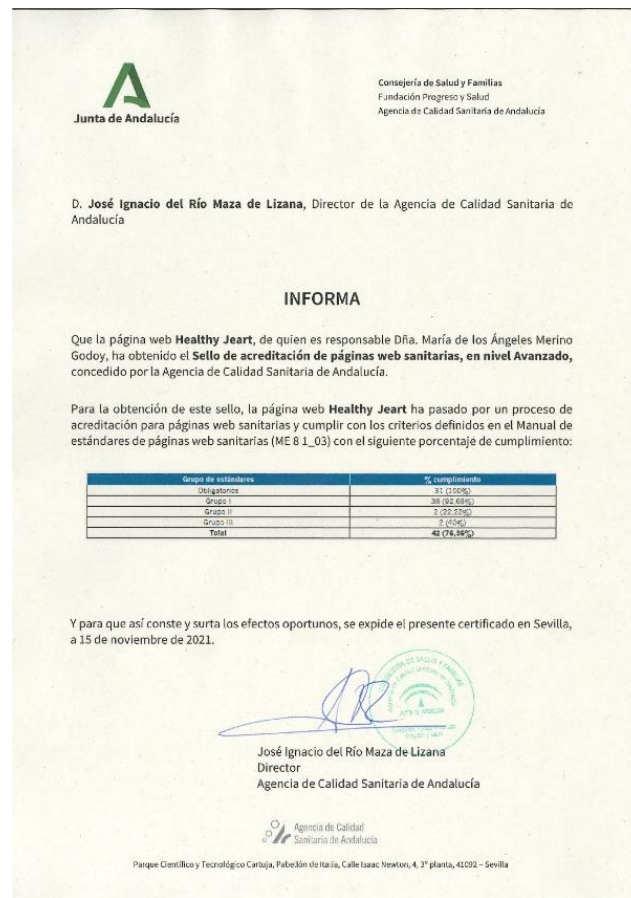 Junta de Andalucía
Consejería de Salud y Familias
Fundación Progreso y Salud
Agencia de Calidad Sanitaria de Andalucía
D. José Ignacio del Río Maza de Lizana, Director de la Agencia de Calidad Sanitaria de
Andalucía
INFORMA
Que la página web Healthy Jeart, de quien es responsable Dña. María de los Ángeles Merino
Godoy, ha obtenido el Sello de acreditación de páginas web sanitarias, en nivel Avanzado,
concedido por la Agencia de Calidad Sanitaria de Andalucía.
Para la obtención de este sello, la página web Healthy Jeart ha pasado por un proceso de
acreditación para páginas web sanitarias y cumplir con los criterios definidos en el Manual de
estándares de páginas web sanitarias (ME 8 1_03) con el siguiente porcentaje de cumplimiento:
Grupo de estándares % cumplimiento
Obligatorios 31 (100%)
Grupo I
Grupo II 2 (22,22%)
Grupo III 2 (40%)
Total 42 (76,36%)
Y para que así conste y surta los efectos oportunos, se expide el presente certificado en Sevilla,
a 15 de noviembre de 2021.
JUNTA DE ANDALUCIA
José Ignacio del Río Maza de Lizana
Director
Agencia de Calidad Sanitaria de Andalucía
Agencia de Calidad
Sanitaria de Andalucía
Parque Científico y Tecnológico Cartuja, Pabellón de Italia, Calle Isaac Newton, 4, 3ª planta, 41092 – Sevilla